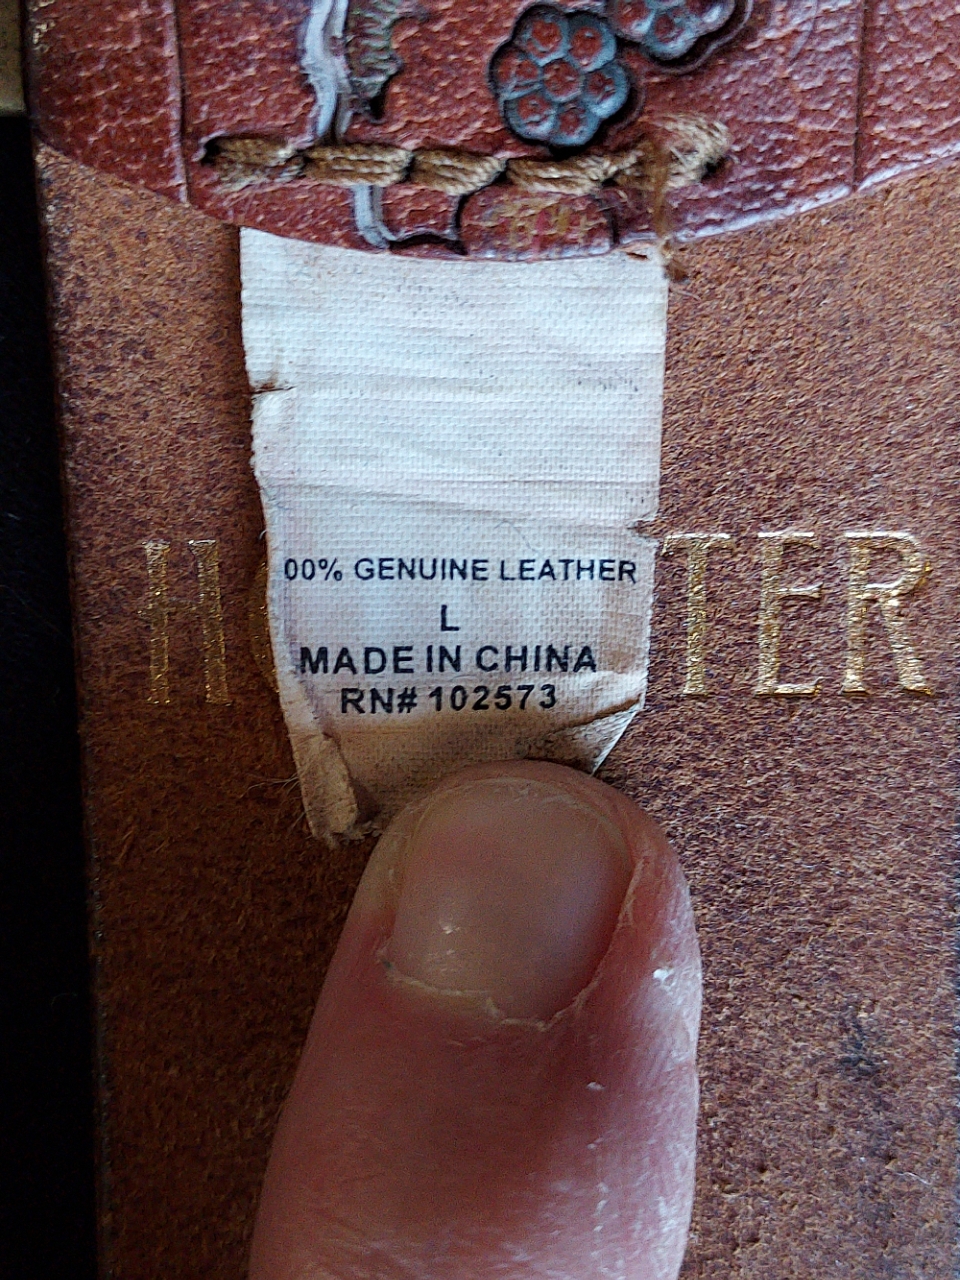 00% GENUINE LEATHER
L
MADE IN CHINA
RN# 102573